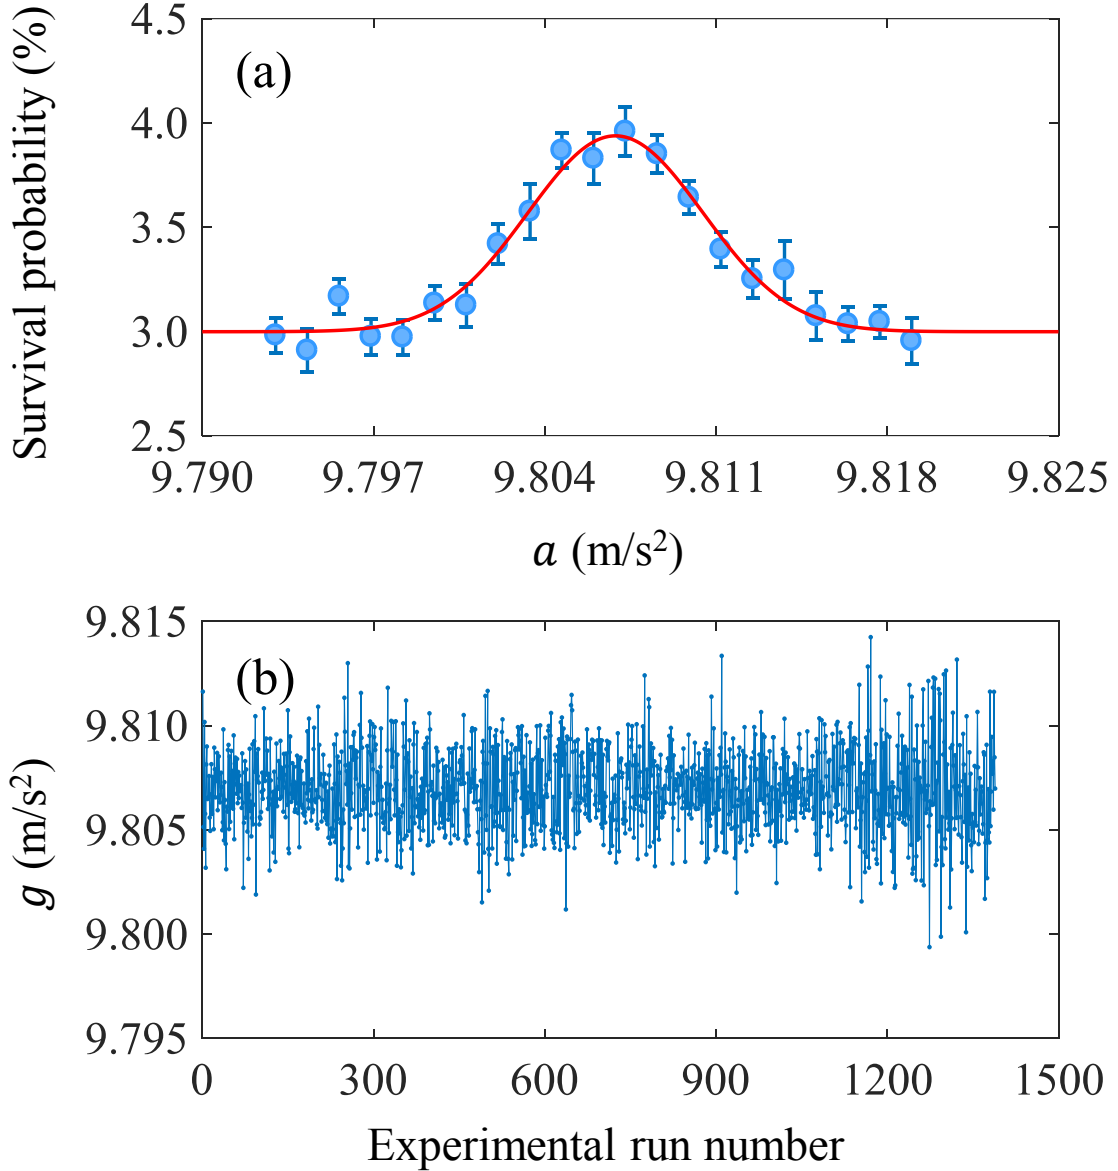 4.5
(a)
4.0
3.5
3.0
2.5
Survival probability (%)
9.790 9.797 9.804 9.811 9.818 9.825
a (m/s²)
9.815
(b)
9.810
9.805
9.800
9.795
g (m/s²)
0 300 600 900 1200 1500
Experimental run number